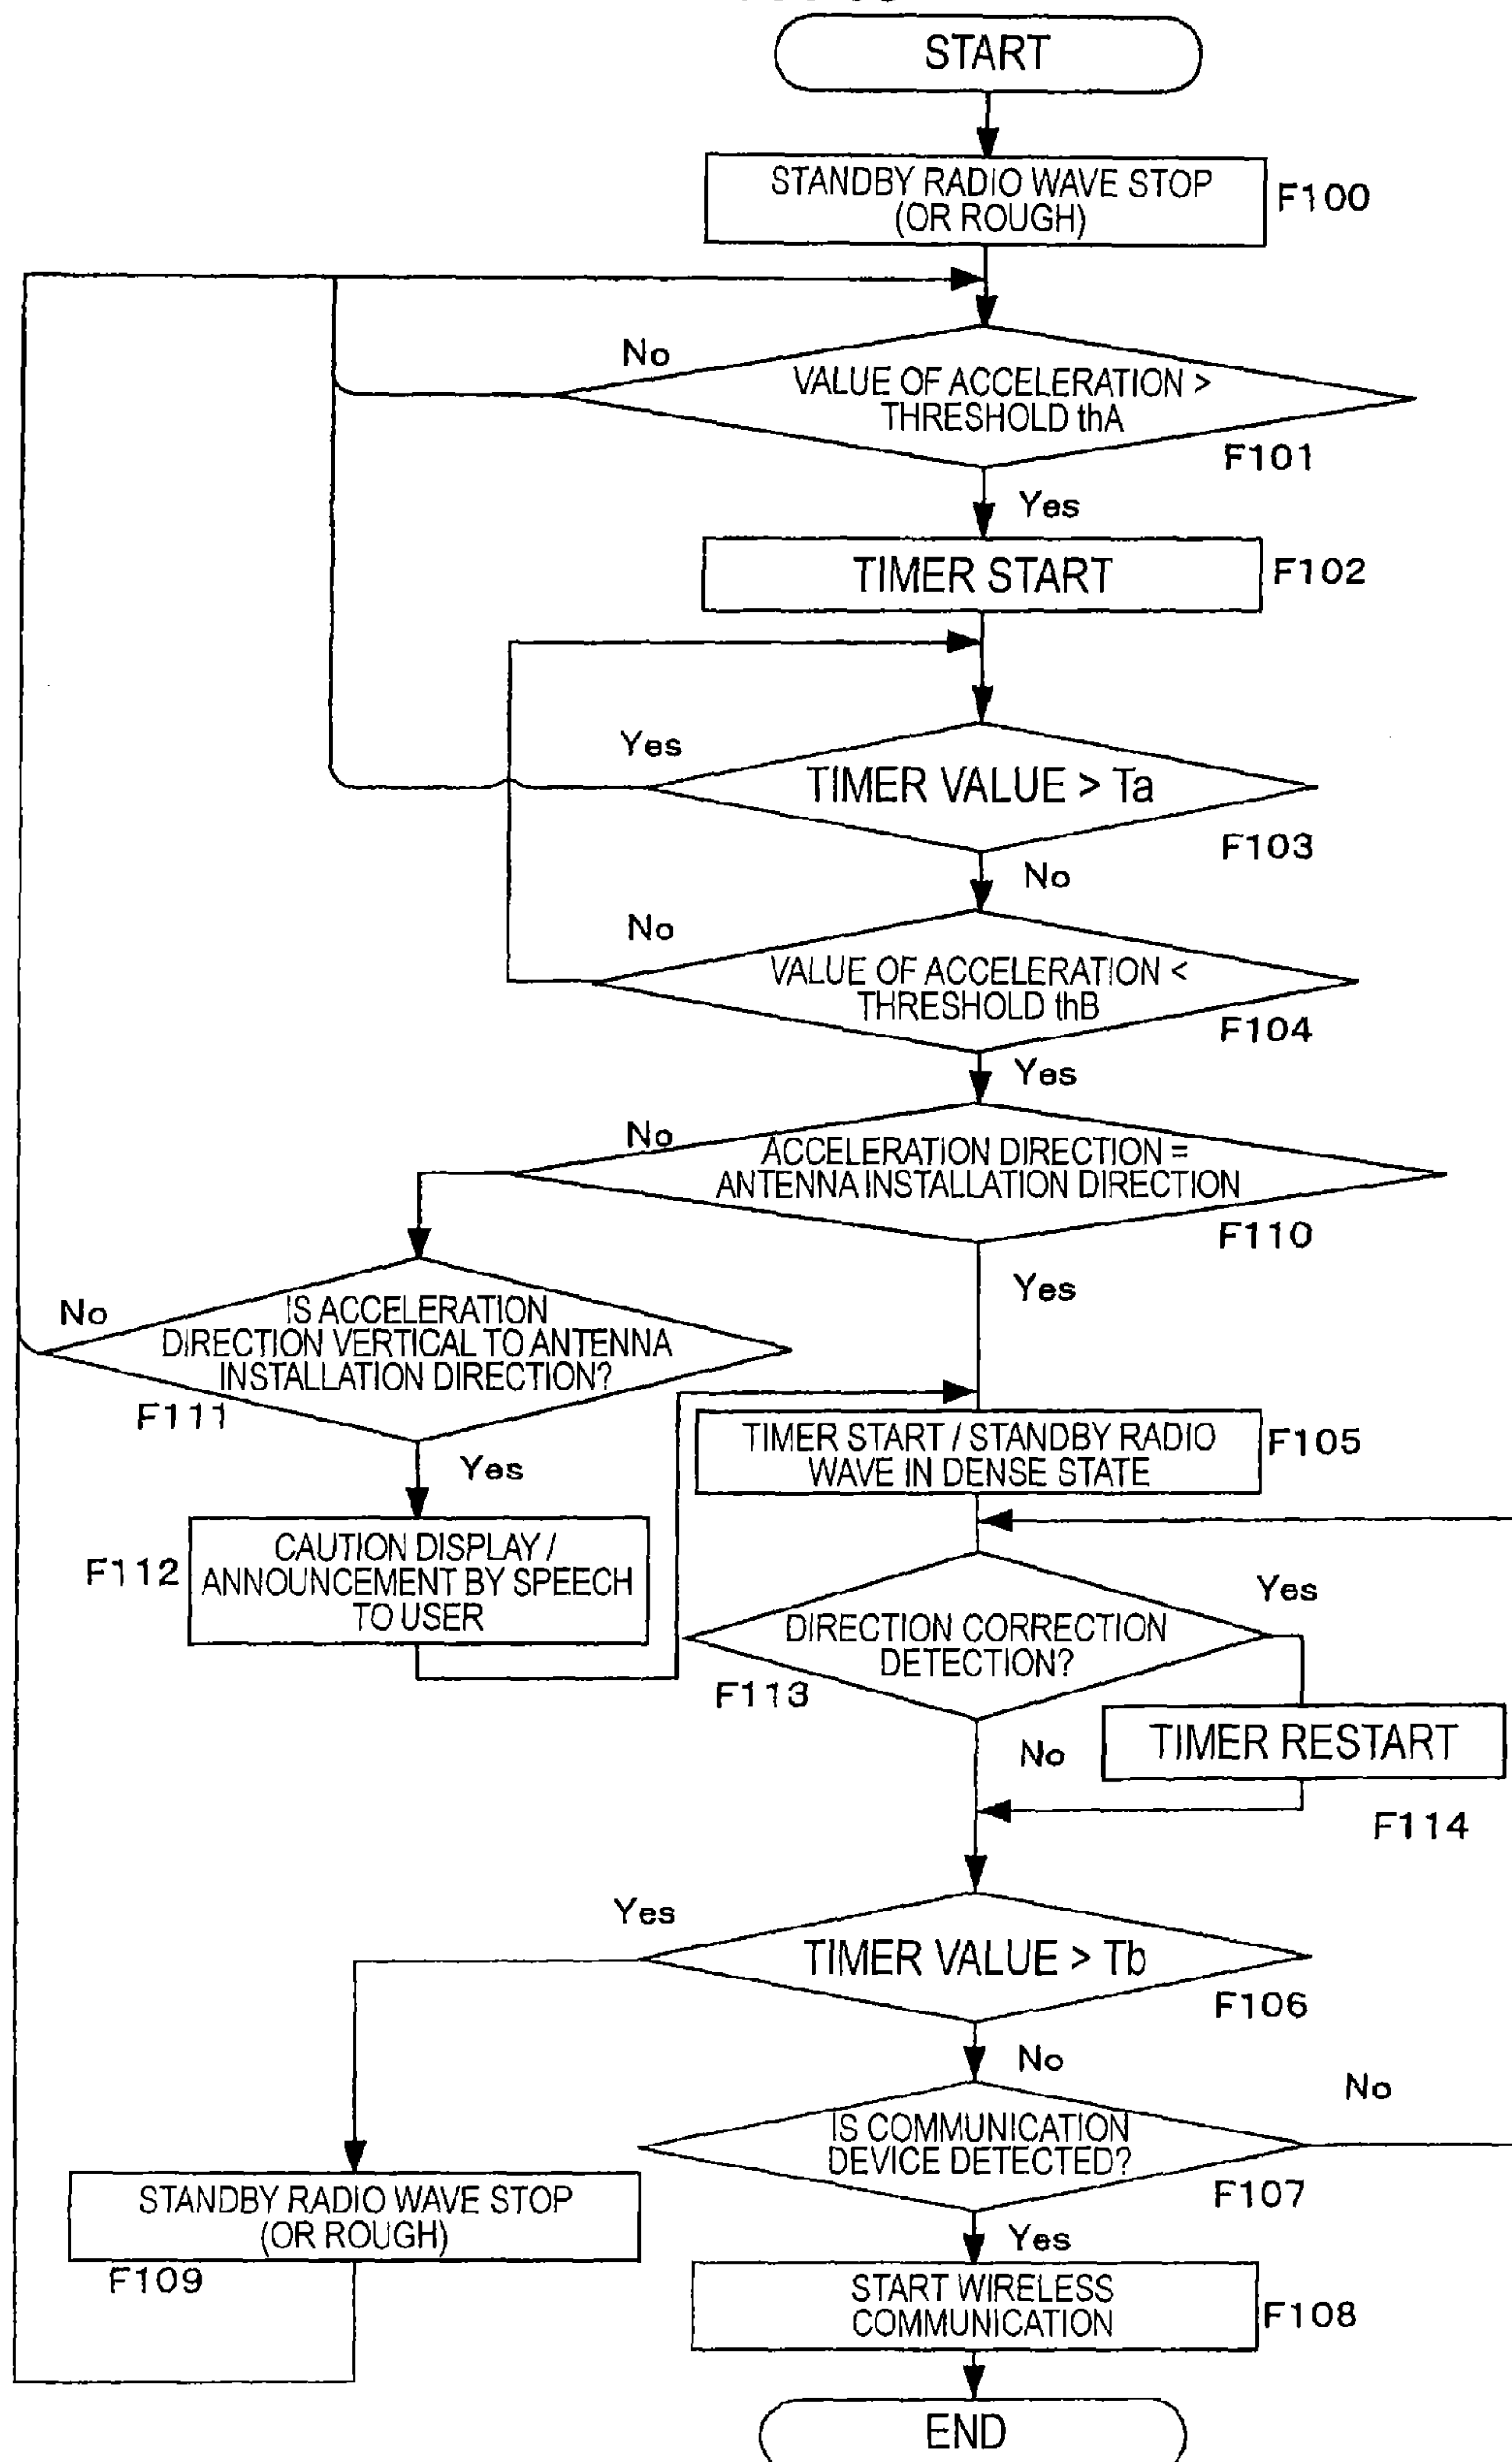 START
STANDBY RADIO WAVE STOP
(OR ROUGH)
F100
No
VALUE OF ACCELERATION >
THRESHOLD thA
F101
Yes
TIMER START
F102
Yes
TIMER VALUE > Ta
F103
No
No
VALUE OF ACCELERATION <
THRESHOLD thB
F104
Yes
No
ACCELERATION DIRECTION =
ANTENNA INSTALLATION DIRECTION
F110
Yes
No
IS ACCELERATION
DIRECTION VERTICAL TO ANTENNA
INSTALLATION DIRECTION?
F111
Yes
F112
CAUTION DISPLAY /
ANNOUNCEMENT BY SPEECH
TO USER
TIMER START / STANDBY RADIO
WAVE IN DENSE STATE
F105
Yes
DIRECTION CORRECTION
DETECTION?
F113
No
TIMER RESTART
F114
Yes
TIMER VALUE > Tb
F106
No
No
IS COMMUNICATION
DEVICE DETECTED?
F107
Yes
STANDBY RADIO WAVE STOP
(OR ROUGH)
F109
START WIRELESS
COMMUNICATION
F108
END